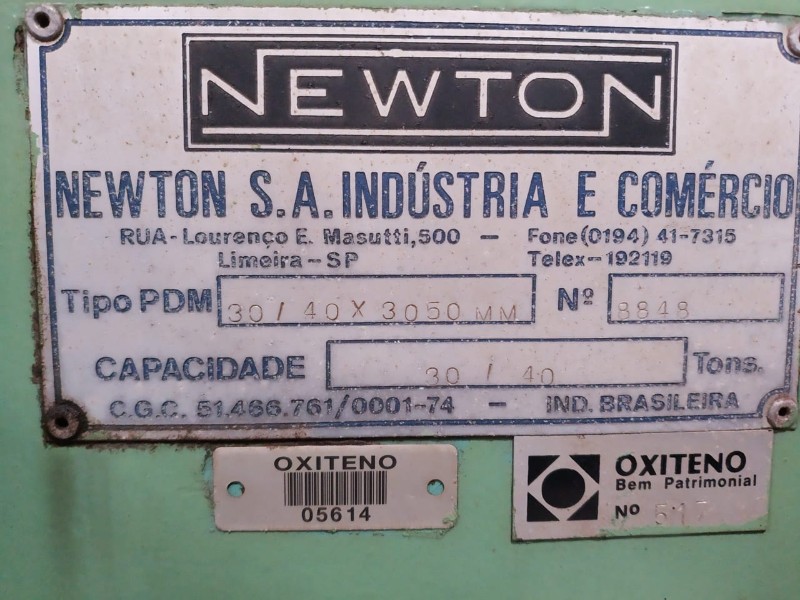 NEWTON
NEWTON S.A. INDÚSTRIA E COMÉRCIO
RUA-Lourenço E. Masutti,500 — Fone(0194) 41-7315
Limeira-SP Telex-192119
Tipo PDM 30 / 40 X 3050 MM Nº 8848
CAPACIDADE 30 / 40 Tons.
C.G.C. 51.466.761/0001-74 — IND. BRASILEIRA
OXITENO
05614
OXITENO
Bem Patrimonial
Nº 517